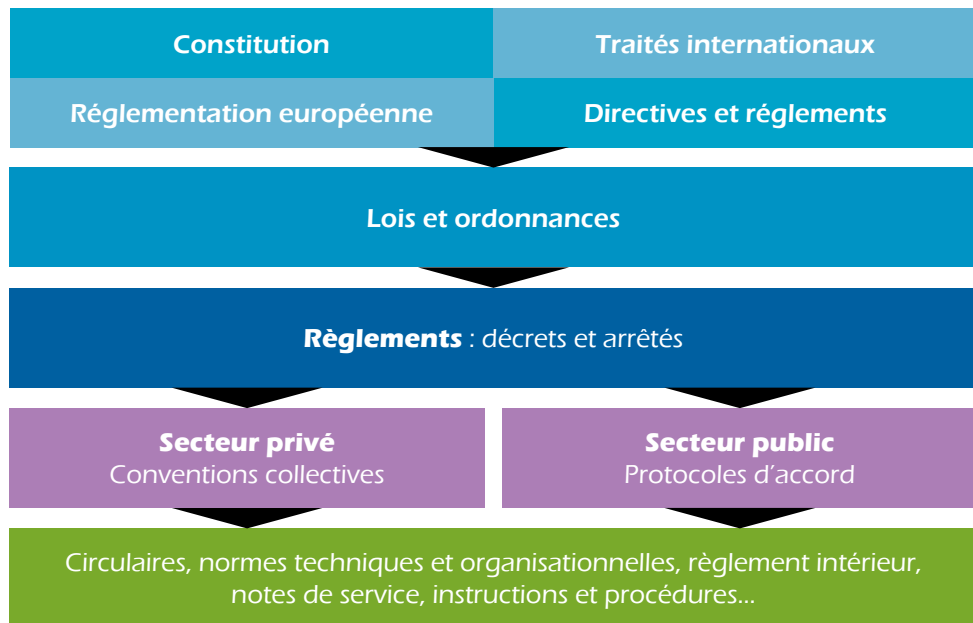 Constitution
Traités internationaux
Réglementation européenne
Directives et réglements
Lois et ordonnances
Règlements : décrets et arrêtés
Secteur privé
Conventions collectives
Secteur public
Protocoles d'accord
Circulaires, normes techniques et organisationnelles, règlement intérieur,
notes de service, instructions et procédures...